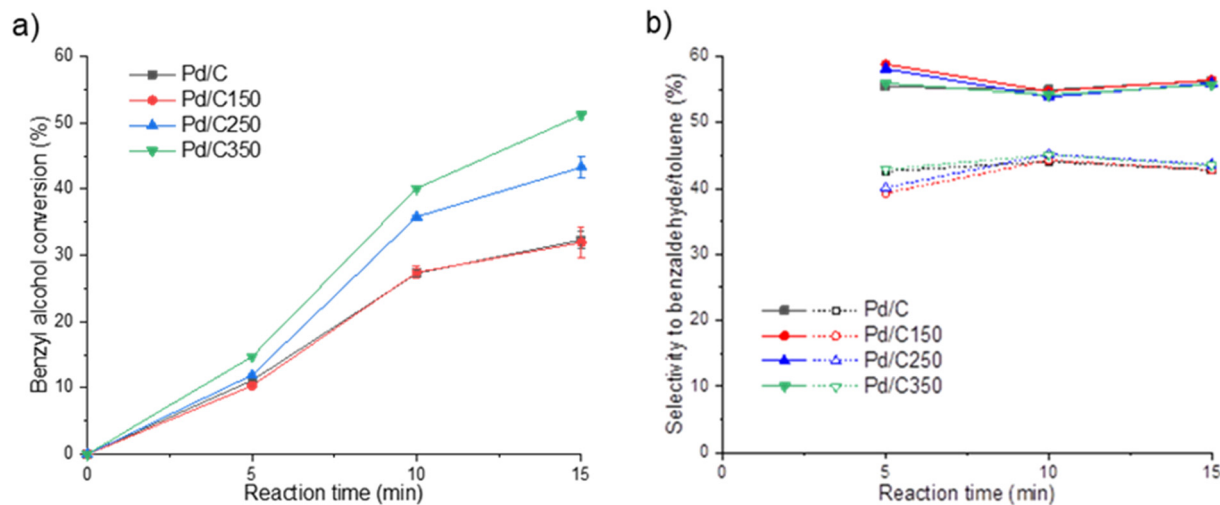 a)
Benzyl alcohol conversion (%)
60
50
40
30
20
10
0
Pd/C
Pd/C150
Pd/C250
Pd/C350
0 5 10 15
Reaction time (min)
b)
Selectivity to benzaldehyde/toluene (%)
60
50
40
30
20
10
0
Pd/C
Pd/C150
Pd/C250
Pd/C350
0 5 10 15
Reaction time (min)